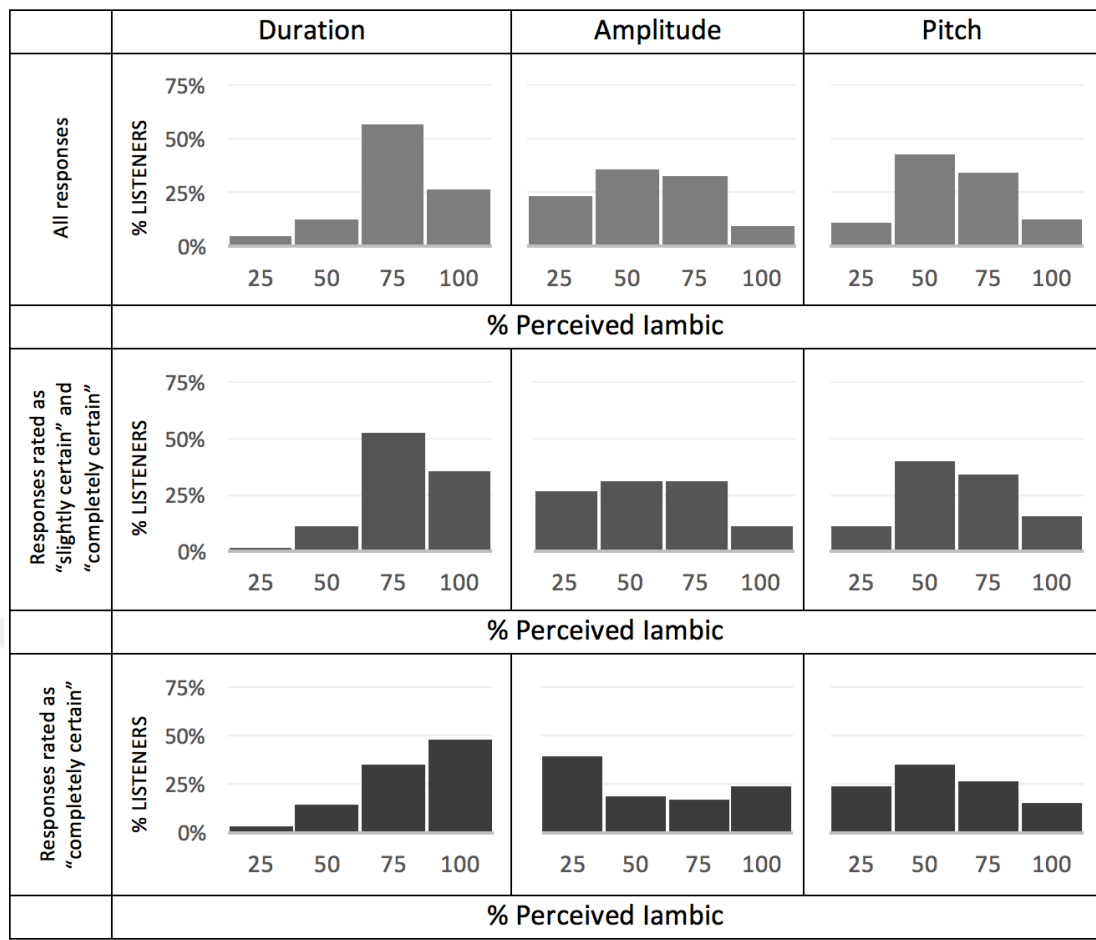 Duration Amplitude Pitch
All responses
% LISTENERS
75%
50%
25%
0%
25 50 75 100
25 50 75 100
25 50 75 100
% Perceived Iambic
Responses rated as
“slightly certain” and
“completely certain”
% LISTENERS
75%
50%
25%
0%
25 50 75 100
25 50 75 100
25 50 75 100
% Perceived Iambic
Responses rated as
“completely certain”
% LISTENERS
75%
50%
25%
0%
25 50 75 100
25 50 75 100
25 50 75 100
% Perceived Iambic